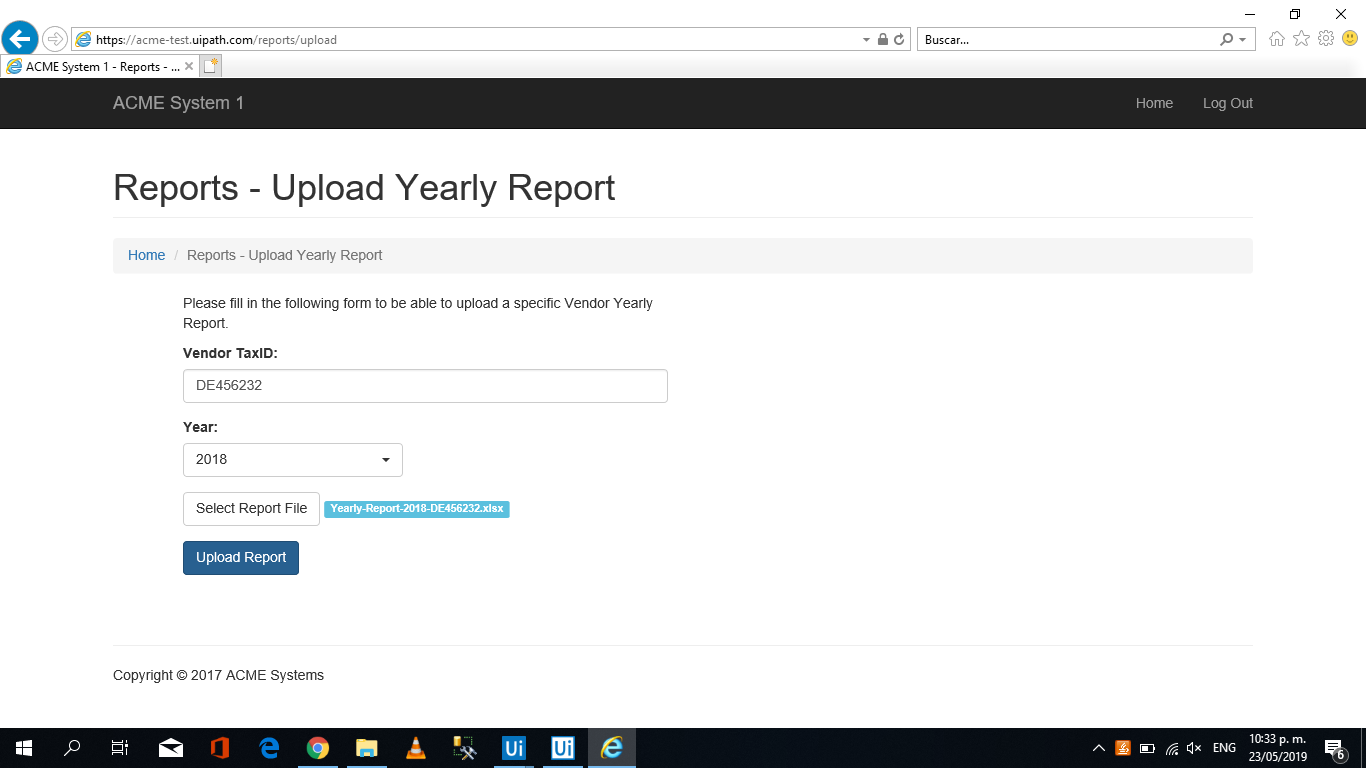 https://acme-test.uipath.com/reports/upload
Buscar...
ACME System 1 - Reports - ...
ACME System 1
Home
Log Out
Reports - Upload Yearly Report
Home / Reports - Upload Yearly Report
Please fill in the following form to be able to upload a specific Vendor Yearly
Report.
Vendor TaxID:
DE456232
Year:
2018
Select Report File
Yearly-Report-2018-DE456232.xlsx
Upload Report
Copyright © 2017 ACME Systems
Ui
Ui
ENG
10:33 p. m.
23/05/2019
6